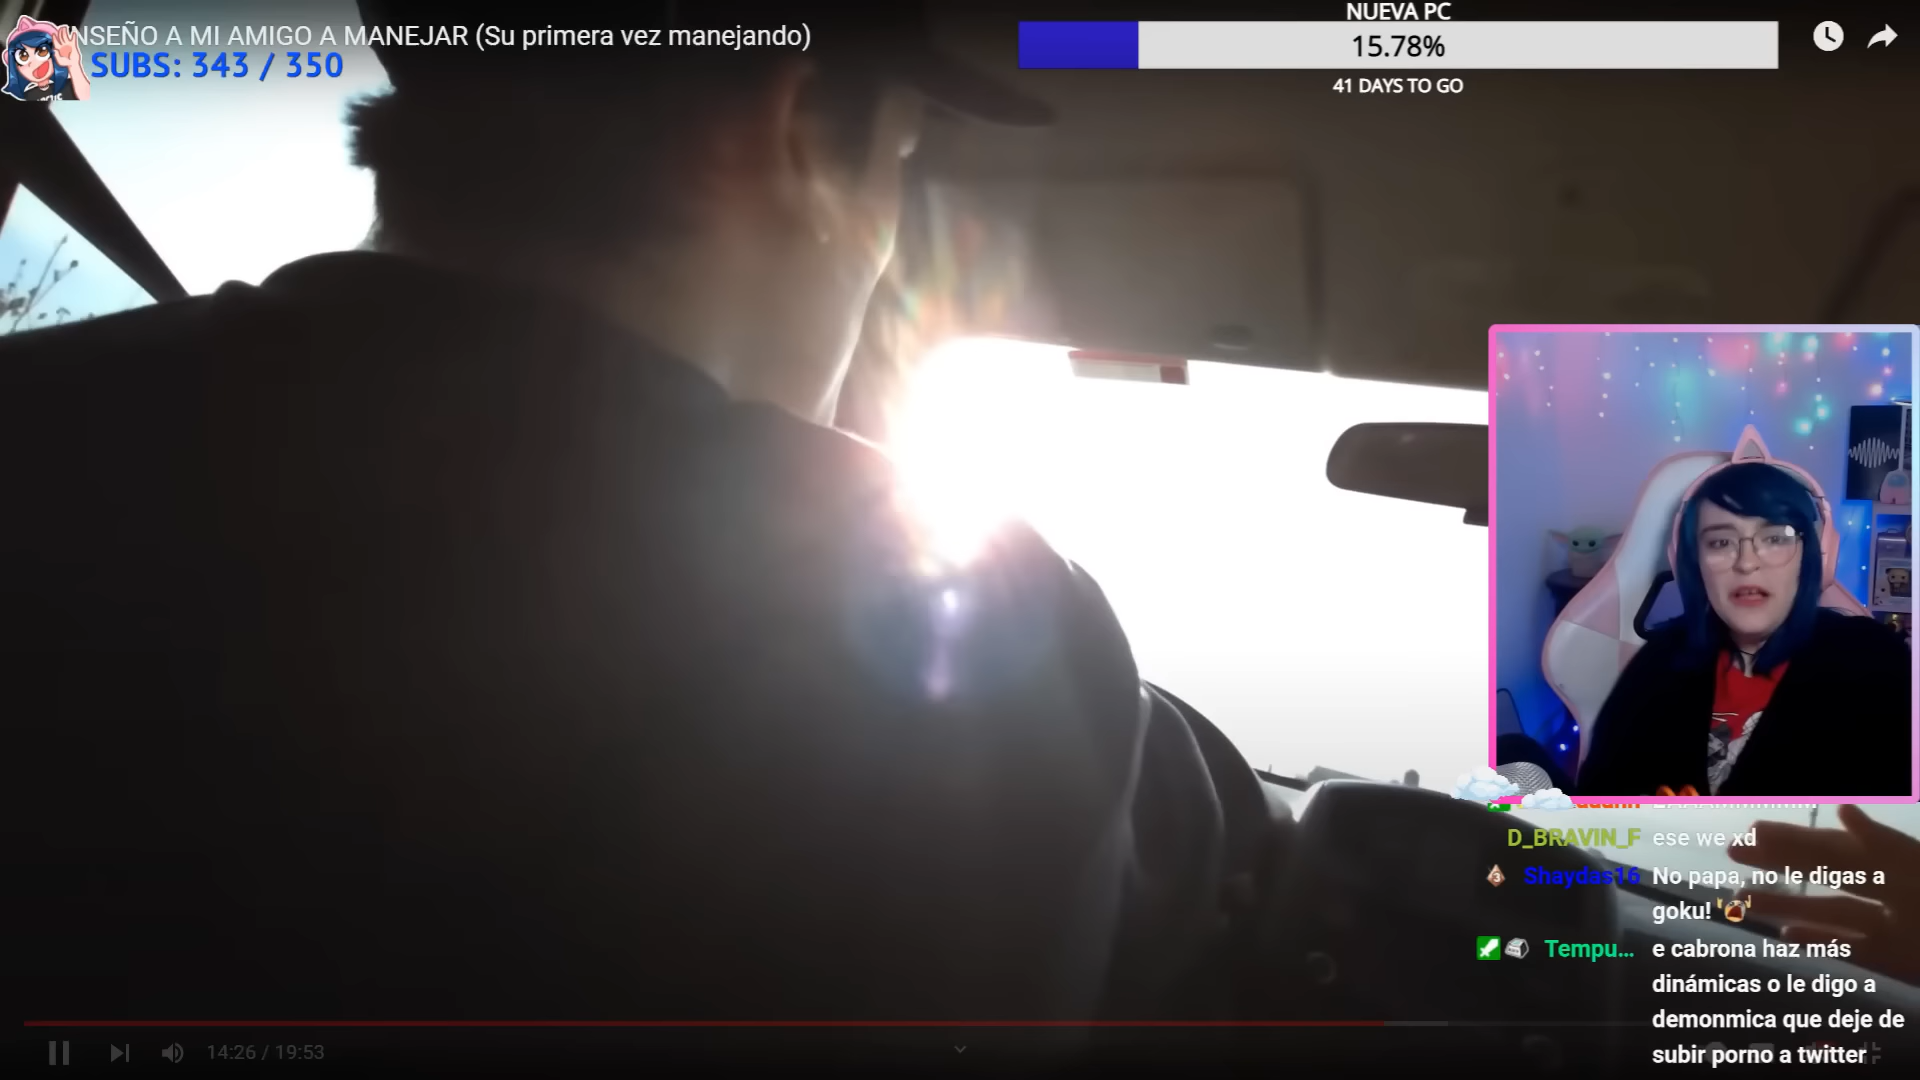 NSEÑO A MI AMIGO A MANEJAR (Su primera vez manejando)
SUBS: 343 / 350
NUEVA PC
15.78%
41 DAYS TO GO
D_BRAVIN_F ese we xd
Shaydas16 No papa, no le digas a
goku!
Tempu... e cabrona haz más
dinámicas o le digo a
demonmica que deje de
subir porno a twitter
14:26 / 19:53